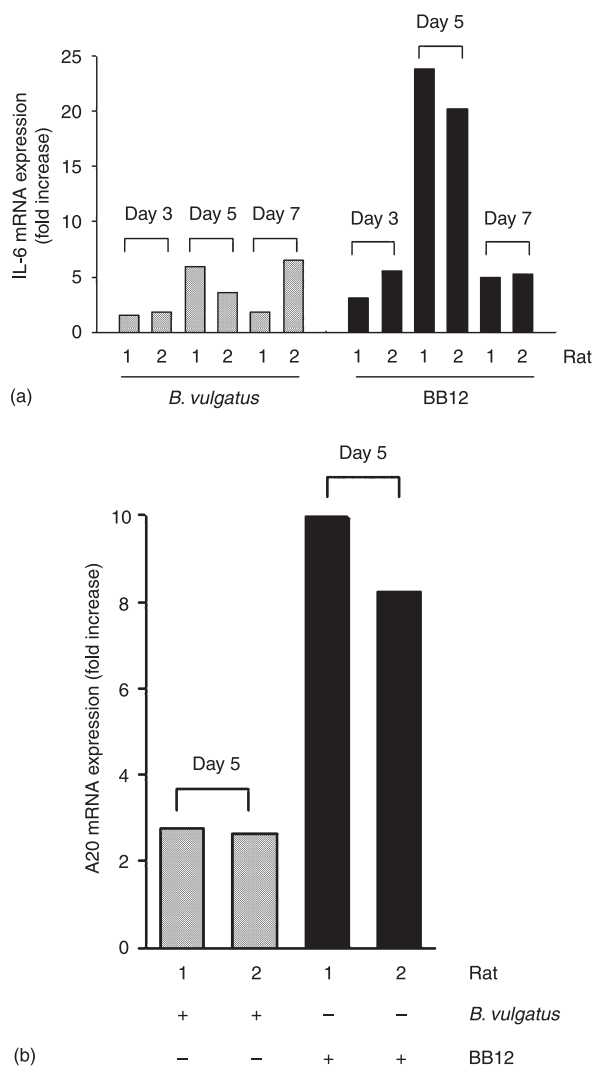 Day 5
25
20
15
10
5
0
IL-6 mRNA expression
(fold increase)
Day 3 Day 5 Day 7
Day 3
Day 7
1 2 1 2 1 2 1 2 1 2 1 2 Rat
(a) B. vulgatus BB12
Day 5
10
8
6
4
2
0
A20 mRNA expression (fold increase)
Day 5
1 2 1 2 Rat
+ + – – B. vulgatus
(b) – – + + BB12